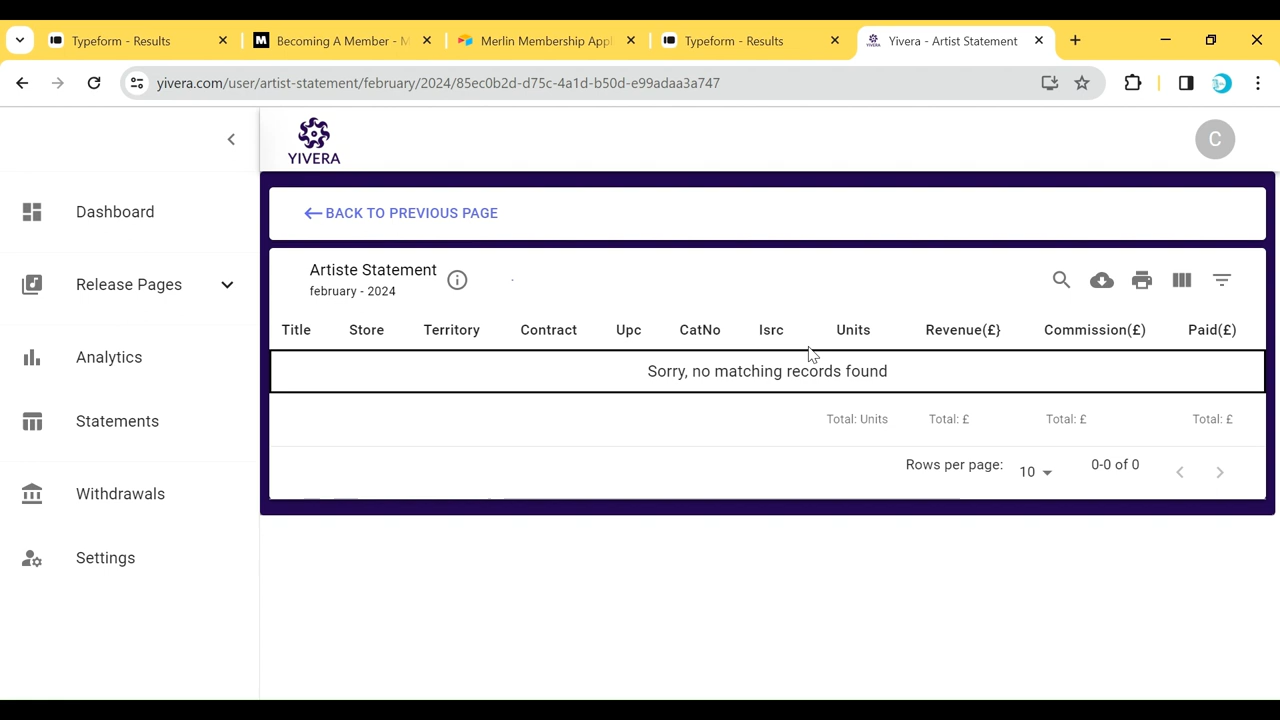 Typeform - Results
Becoming A Member - M
Merlin Membership Appl
Typeform - Results
Yivera - Artist Statement
yivera.com/user/artist-statement/february/2024/85ec0b2d-d75c-4a1d-b50d-e99adaa3a747
YIVERA
C
Dashboard
Release Pages
Analytics
Statements
Withdrawals
Settings
BACK TO PREVIOUS PAGE
Artiste Statement
february - 2024
Title Store Territory Contract Upc CatNo Isrc Units Revenue(£} Commission(£) Paid(£)
Sorry, no matching records found
Total: Units Total: £ Total: £ Total: £
Rows per page: 10 0-0 of 0